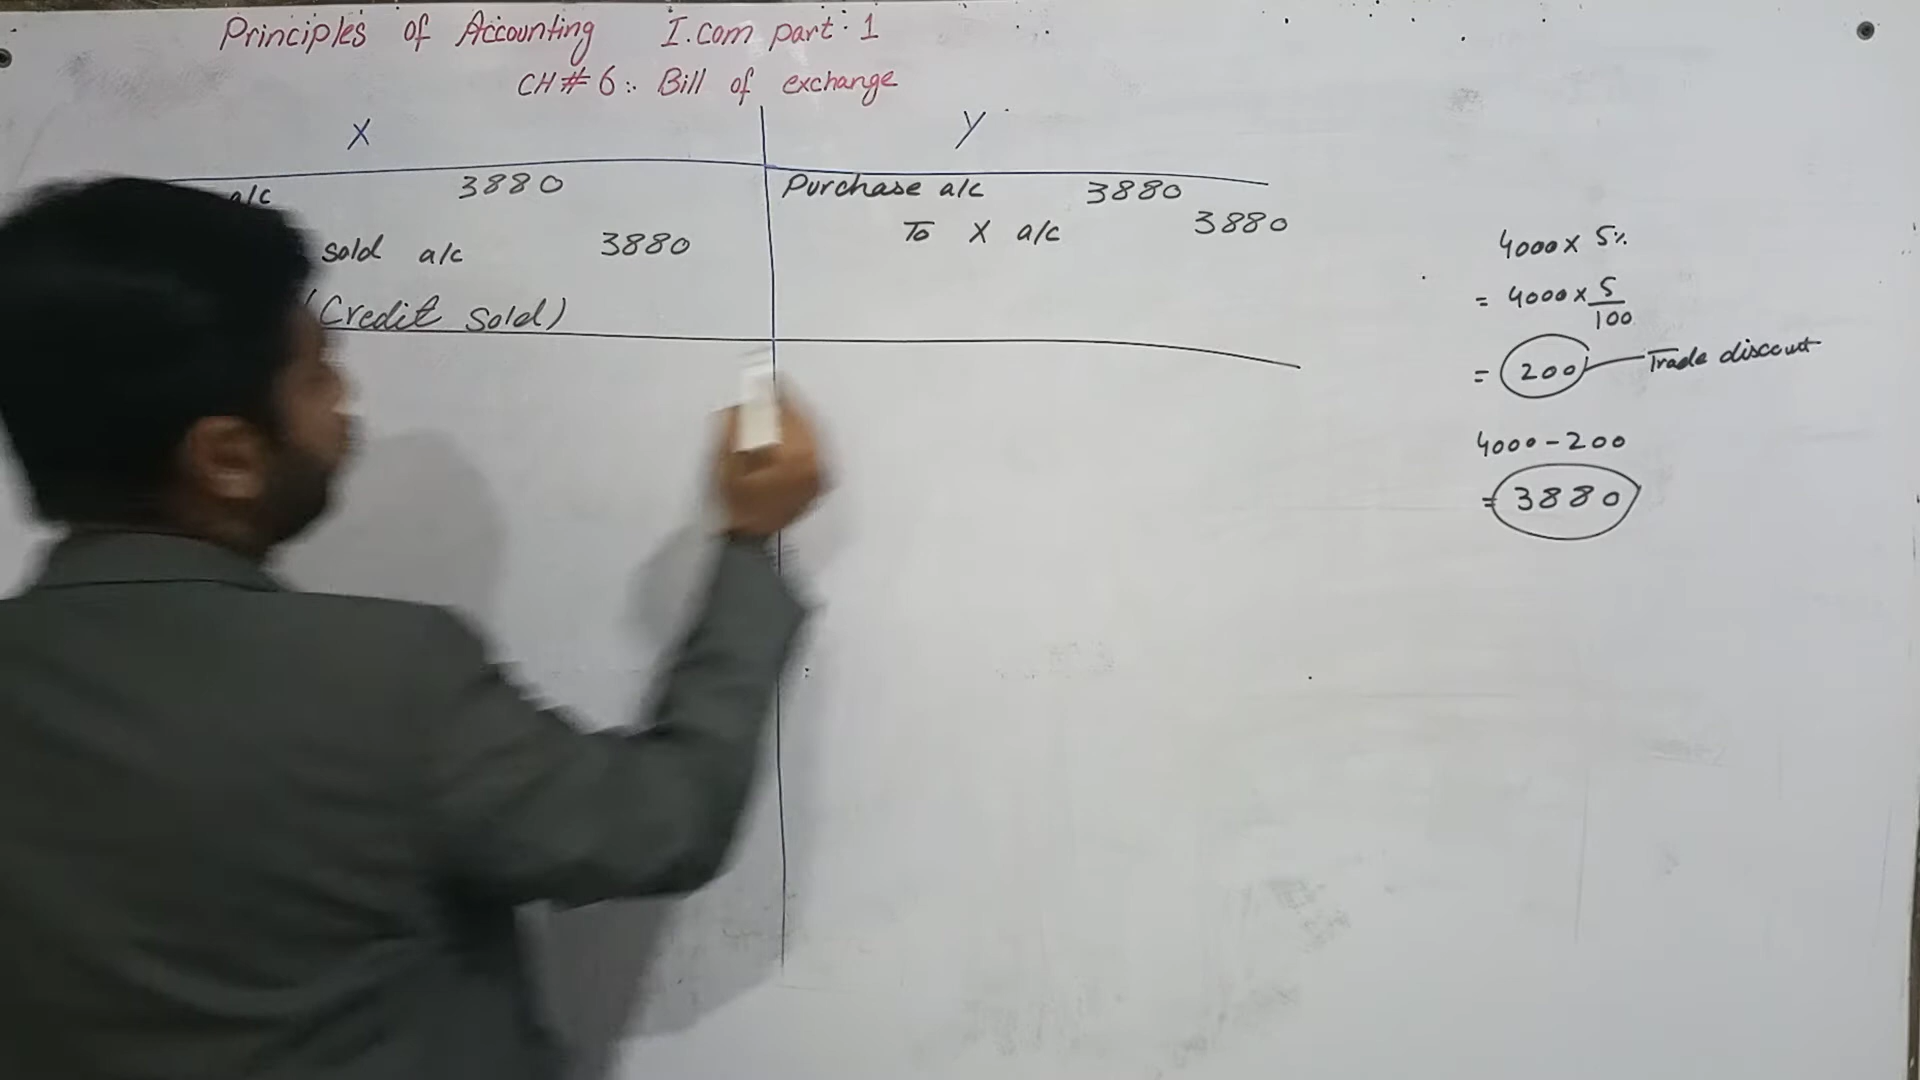 Principles of Accounting I.com part: 1
CH# 6:. Bill of exchange
X
Y
a/c 3880
sold a/c 3880
(Credit sold)
Purchase a/c 3880
To X a/c 3880
4000 x 5%
= 4000 x 5/100
= 200 Trade discount
4000 - 200
= 3880